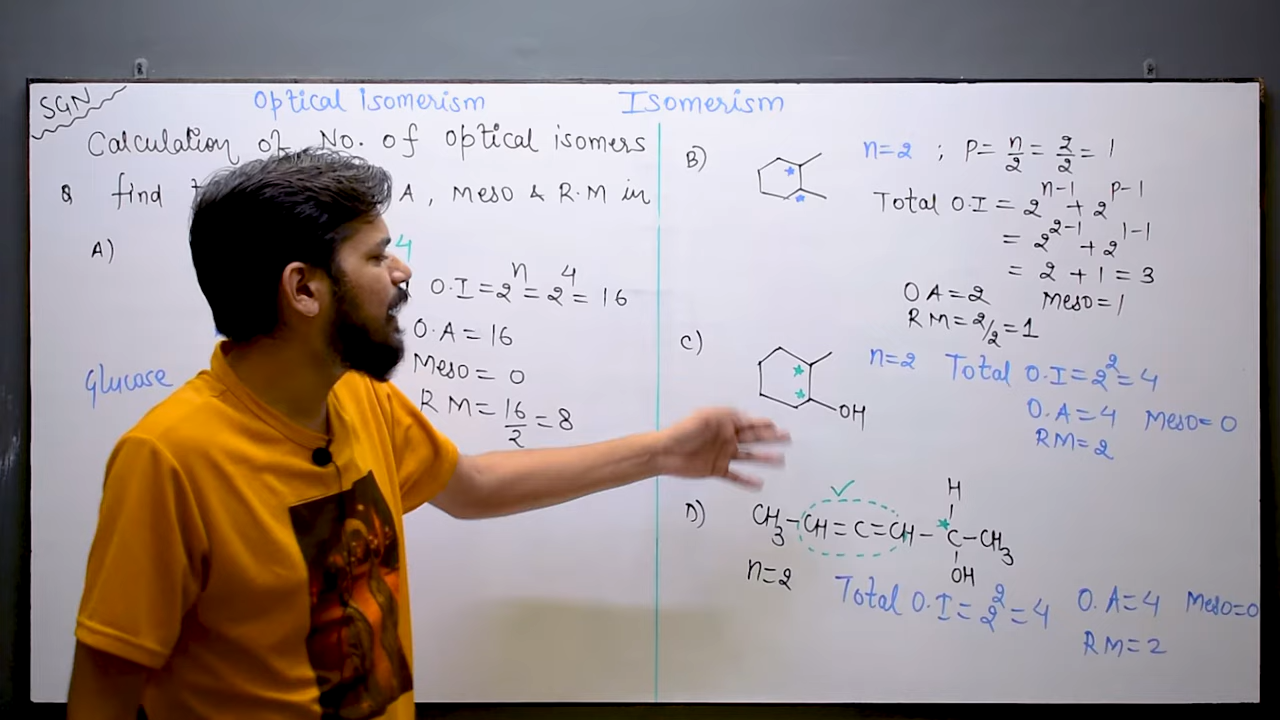 SGN
Optical Isomerism
Isomerism
Calculation of No. of optical isomers
Q find A, Meso & R.M in
A)
4
O.I = 2^n = 2^4 = 16
O.A = 16
Meso = 0
RM = 16/2 = 8
Glucose
B)
n=2 ; P = n/2 = 2/2 = 1
Total O.I = 2^n-1 + 2^p-1
= 2^2-1 + 2^1-1
= 2 + 1 = 3
OA = 2 Meso = 1
RM = 2/2 = 1
C)
OH
n=2 Total O.I = 2^2 = 4
O.A = 4 Meso = 0
RM = 2
D)
H
CH3-CH=C=CH-C-CH3
OH
n=2
Total O.I = 2^2 = 4 O.A = 4 Meso=0
RM = 2